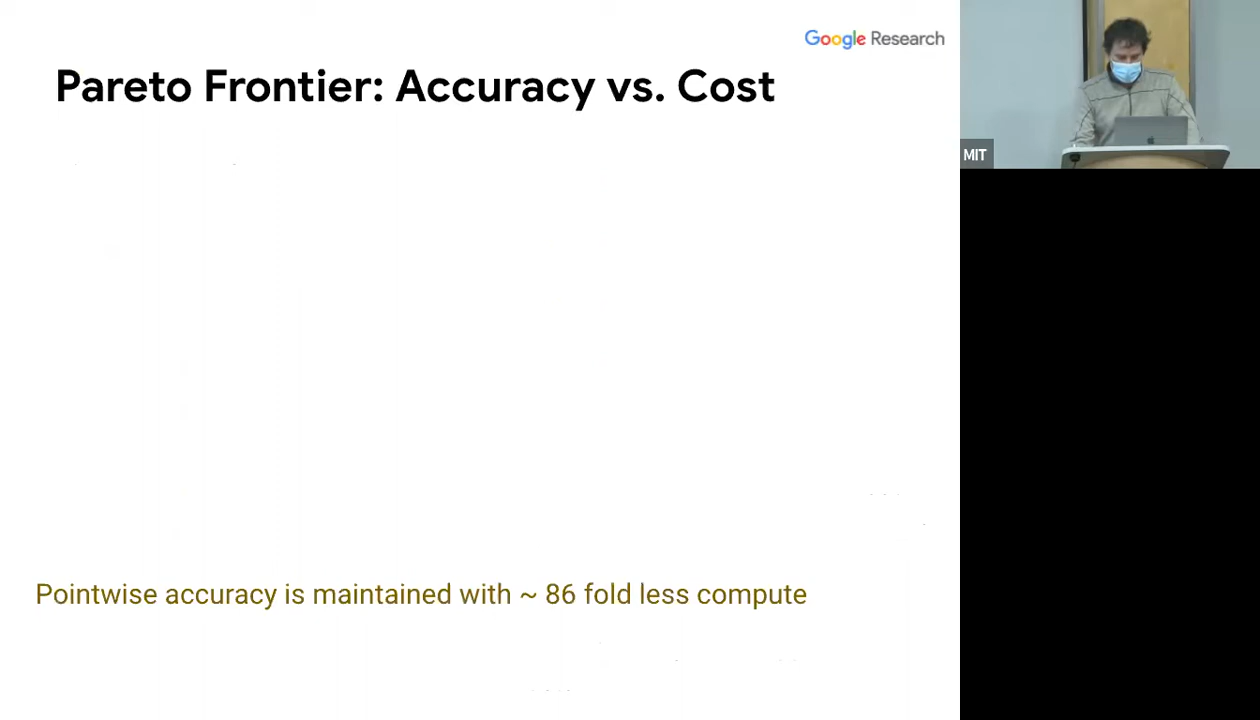 Google Research
Pareto Frontier: Accuracy vs. Cost
MIT
Pointwise accuracy is maintained with ~ 86 fold less compute